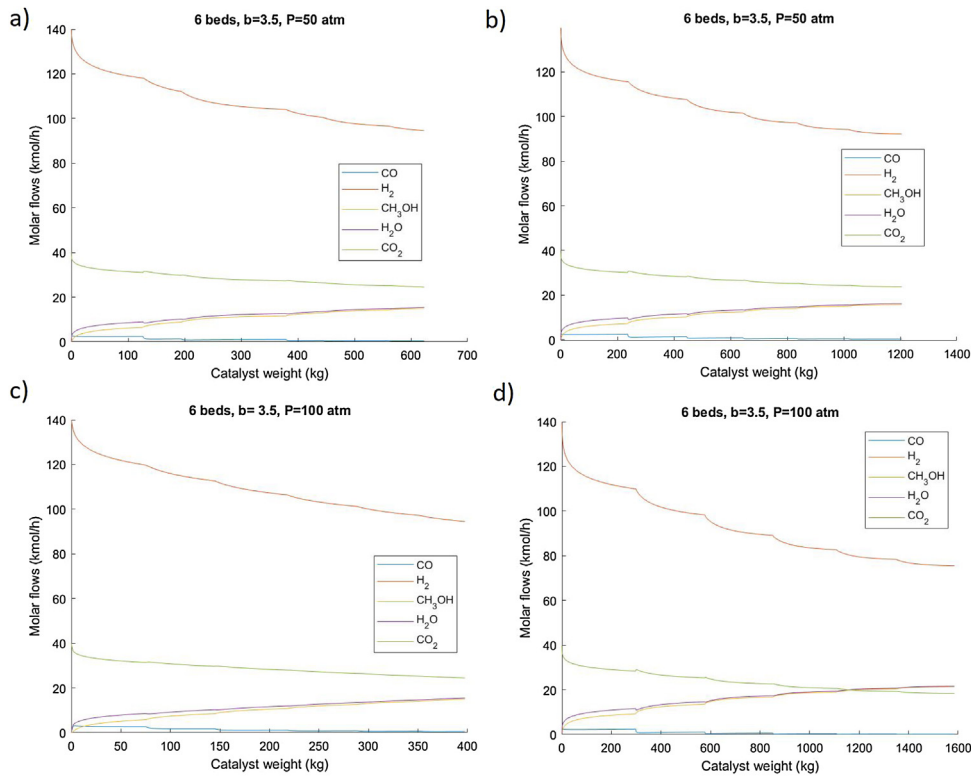 a)
6 beds, b=3.5, P=50 atm
Molar flows (kmol/h)
140
120
100
80
60
40
20
0
CO
H2
CH3OH
H2O
CO2
0 100 200 300 400 500 600 700
Catalyst weight (kg)
b)
6 beds, b=3.5, P=50 atm
Molar flows (kmol/h)
120
100
80
60
40
20
0
CO
H2
CH3OH
H2O
CO2
0 200 400 600 800 1000 1200 1400
Catalyst weight (kg)
c)
6 beds, b= 3.5, P=100 atm
Molar flows (kmol/h)
140
120
100
80
60
40
20
0
CO
H2
CH3OH
H2O
CO2
0 50 100 150 200 250 300 350 400
Catalyst weight (kg)
d)
6 beds, b=3.5, P=100 atm
Molar flows (kmol/h)
140
120
100
80
60
40
20
0
CO
H2
CH3OH
H2O
CO2
0 200 400 600 800 1000 1200 1400 1600
Catalyst weight (kg)